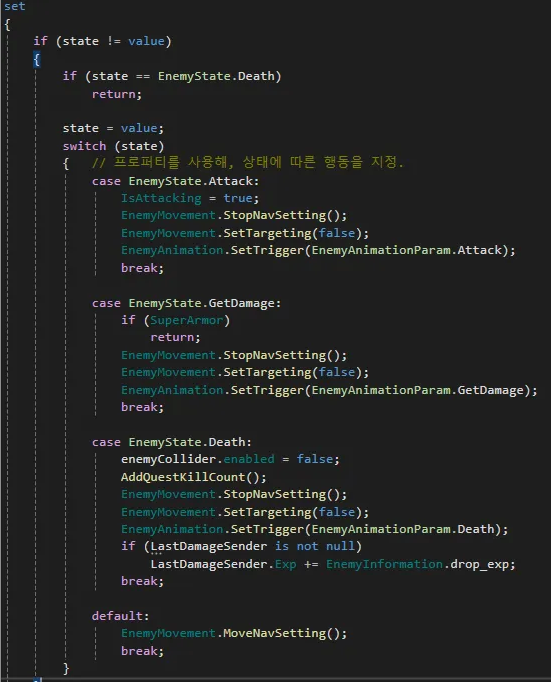 set
{
if (state != value)
{
if (state == EnemyState.Death)
return;
state = value;
switch (state)
{ // 프로퍼티를 사용해, 상태에 따른 행동을 지정.
case EnemyState.Attack:
IsAttacking = true;
EnemyMovement.StopNavSetting();
EnemyMovement.SetTargeting(false);
EnemyAnimation.SetTrigger(EnemyAnimationParam.Attack);
break;
case EnemyState.GetDamage:
if (SuperArmor)
return;
EnemyMovement.StopNavSetting();
EnemyMovement.SetTargeting(false);
EnemyAnimation.SetTrigger(EnemyAnimationParam.GetDamage);
break;
case EnemyState.Death:
enemyCollider.enabled = false;
AddQuestKillCount();
EnemyMovement.StopNavSetting();
EnemyMovement.SetTargeting(false);
EnemyAnimation.SetTrigger(EnemyAnimationParam.Death);
if (LastDamageSender is not null)
LastDamageSender.Exp += EnemyInformation.drop_exp;
break;
default:
EnemyMovement.MoveNavSetting();
break;
}